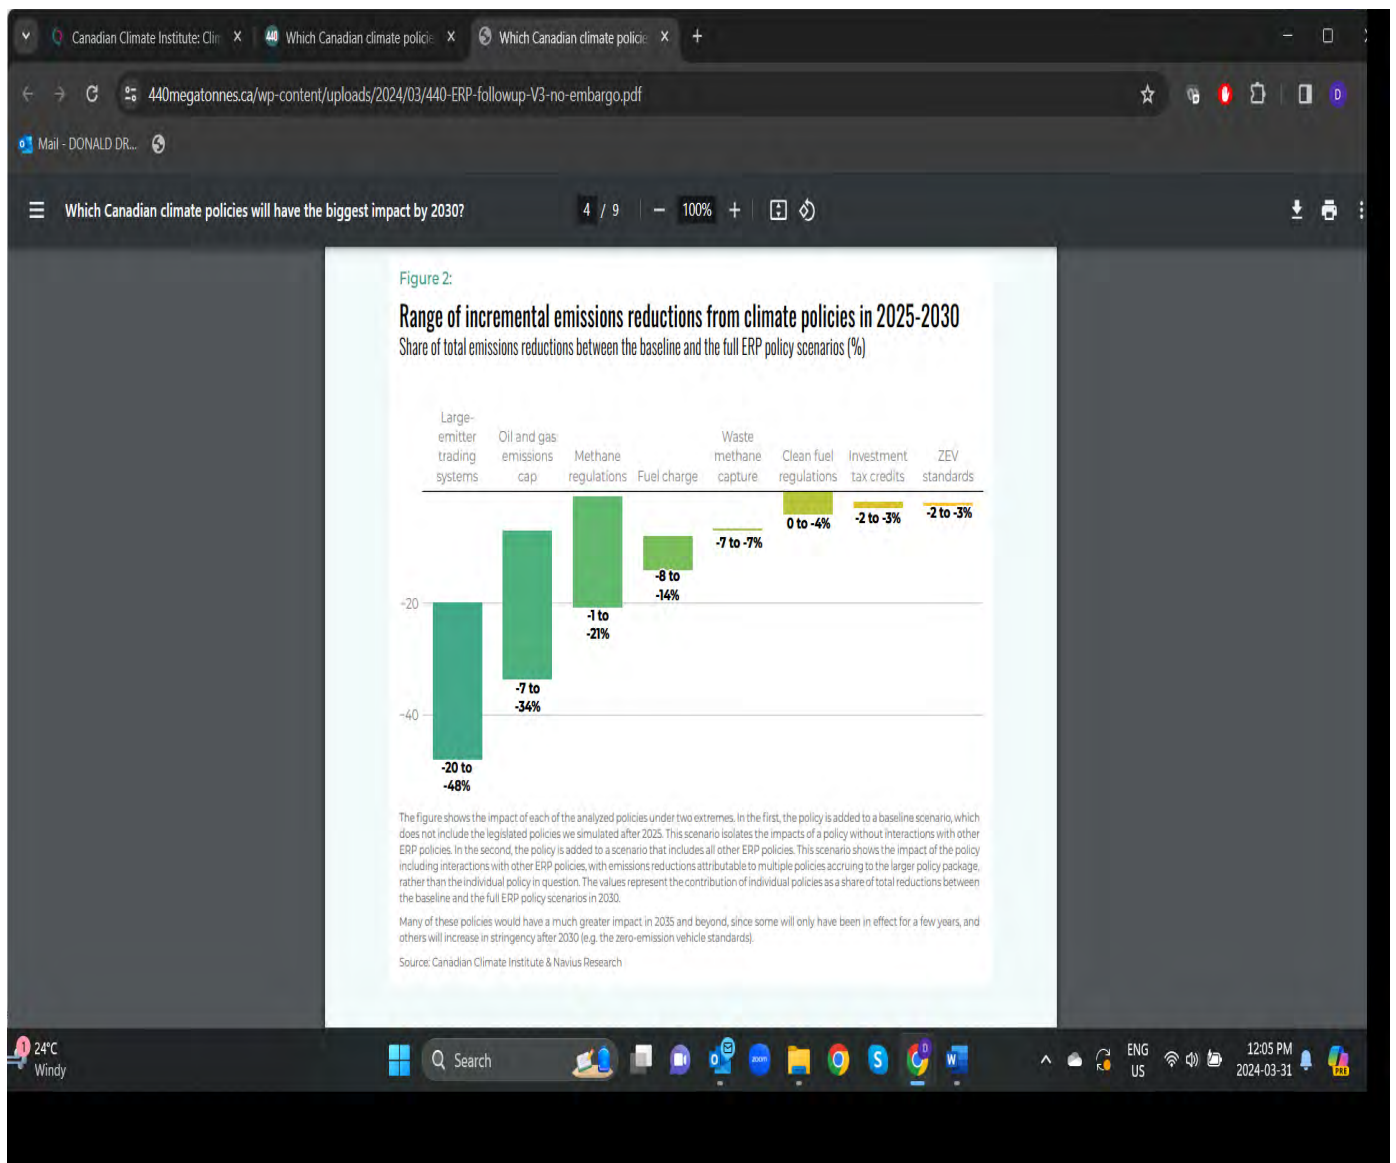 Canadian Climate Institute: Clim
Which Canadian climate policie
Which Canadian climate policie
440megatonnes.ca/wp-content/uploads/2024/03/440-ERP-followup-V3-no-embargo.pdf
D
Mail - DONALD DR...
Which Canadian climate policies will have the biggest impact by 2030?
4 / 9
100%
Figure 2:
Range of incremental emissions reductions from climate policies in 2025-2030
Share of total emissions reductions between the baseline and the full ERP policy scenarios (%)
Large-
emitter
trading
systems
Oil and gas
emissions
cap
Methane
regulations
Fuel charge
Waste
methane
capture
Clean fuel
regulations
Investment
tax credits
ZEV
standards
-20
-40
-20 to
-48%
-7 to
-34%
-1 to
-21%
-8 to
-14%
-7 to -7%
0 to -4%
-2 to -3%
-2 to -3%
The figure shows the impact of each of the analyzed policies under two extremes. In the first, the policy is added to a baseline scenario, which
does not include the legislated policies we simulated after 2025. This scenario isolates the impacts of a policy without interactions with other
ERP policies. In the second, the policy is added to a scenario that includes all other ERP policies. This scenario shows the impact of the policy
including interactions with other ERP policies, with emissions reductions attributable to multiple policies accruing to the larger policy package,
rather than the individual policy in question. The values represent the contribution of individual policies as a share of total reductions between
the baseline and the full ERP policy scenarios in 2030.
Many of these policies would have a much greater impact in 2035 and beyond, since some will only have been in effect for a few years, and
others will increase in stringency after 2030 (e.g. the zero-emission vehicle standards).
Source: Canadian Climate Institute & Navius Research
1
24°C
Windy
Search
zoom
S
W
ENG
US
12:05 PM
2024-03-31
PRE